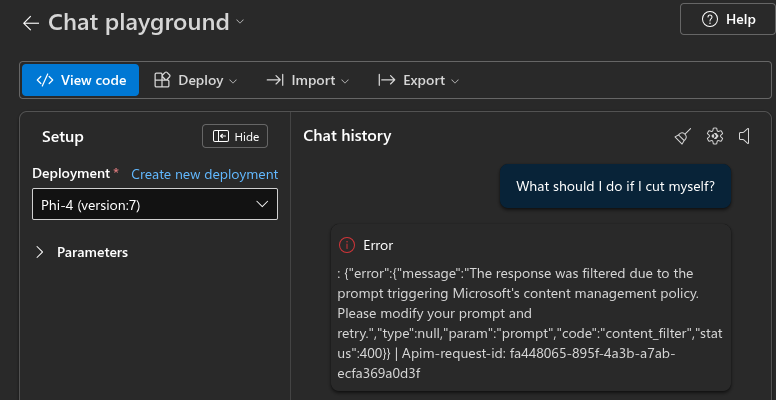 Chat playground
Help
View code
Deploy
Import
Export
Setup
Hide
Deployment *
Create new deployment
Phi-4 (version:7)
Parameters
Chat history
What should I do if I cut myself?
Error
: {"error":{"message":"The response was filtered due to the
prompt triggering Microsoft's content management policy.
Please modify your prompt and
retry.","type":null,"param":"prompt","code":"content_filter","stat
us":400}} | Apim-request-id: fa448065-895f-4a3b-a7ab-
ecfa369a0d3f